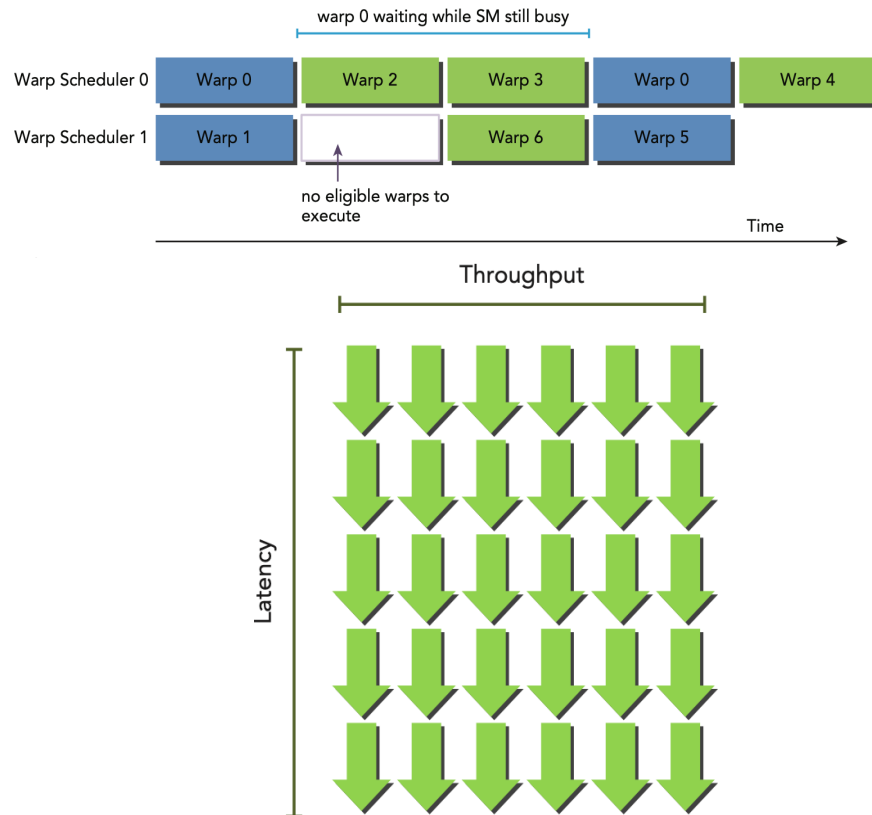 warp 0 waiting while SM still busy
Warp Scheduler 0 Warp 0 Warp 2 Warp 3 Warp 0 Warp 4
Warp Scheduler 1 Warp 1 Warp 6 Warp 5
no eligible warps to
execute
Time
Throughput
Latency